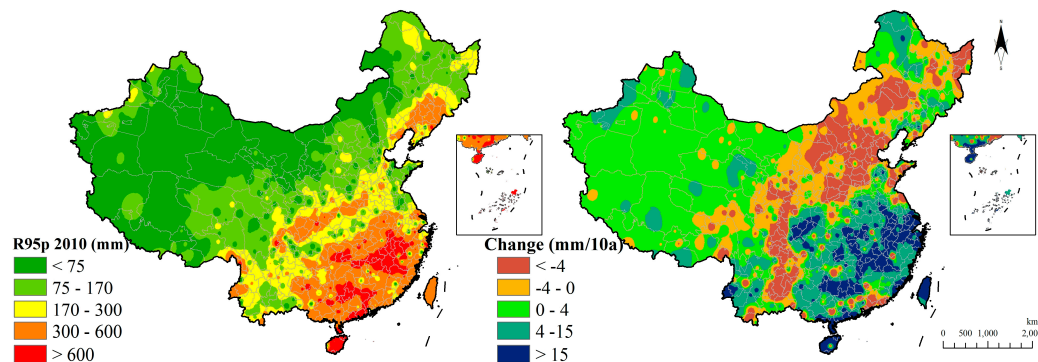 R95p 2010 (mm)
< 75
75 - 170
170 - 300
300 - 600
> 600
Change (mm/10a)
< -4
-4 - 0
0 - 4
4 -15
> 15
km
0 500 1,000 2,00